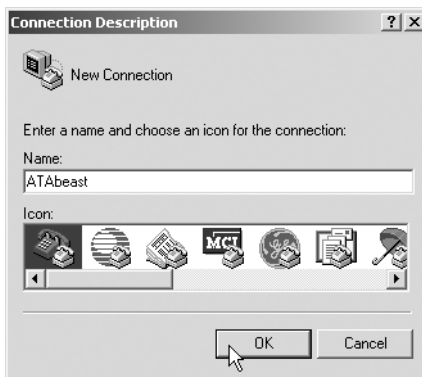 Connection Description
New Connection
Enter a name and choose an icon for the connection:
Name:
ATAbeast
Icon:
MCI
OK
Cancel